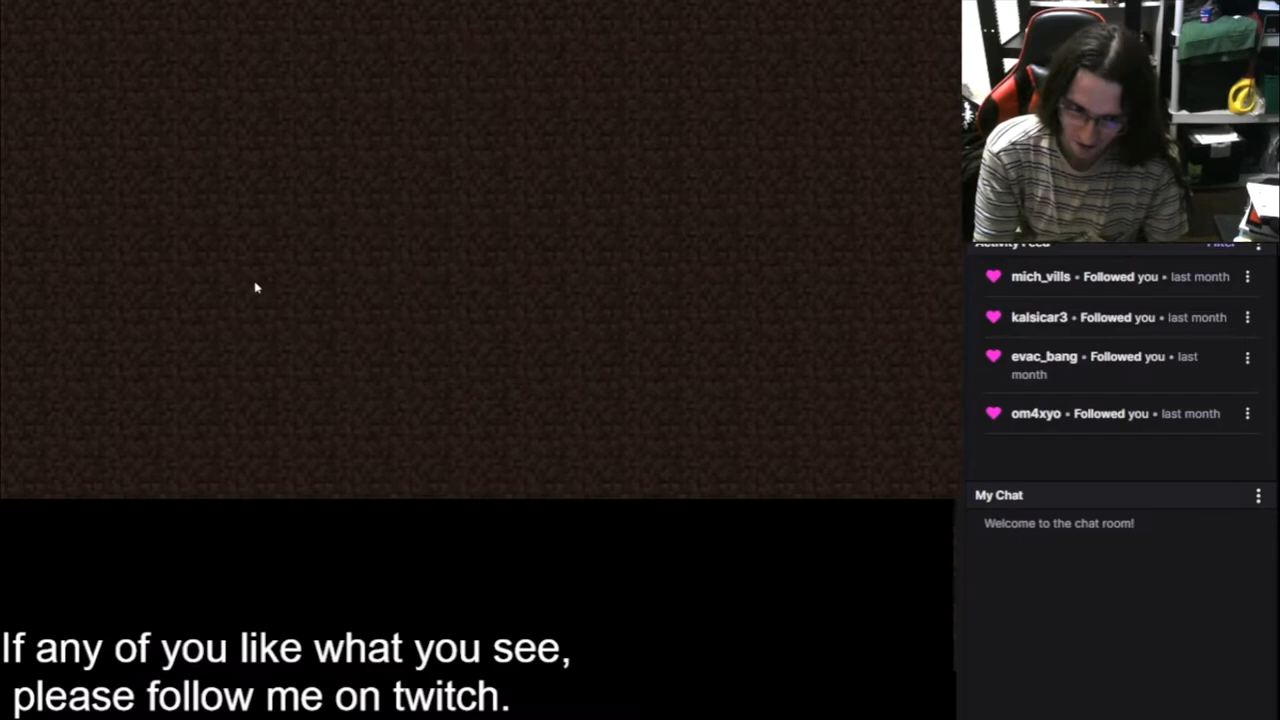 mich_vills • Followed you • last month
kalsicar3 • Followed you • last month
evac_bang • Followed you • last
month
om4xyo • Followed you • last month
My Chat
Welcome to the chat room!
If any of you like what you see,
please follow me on twitch.